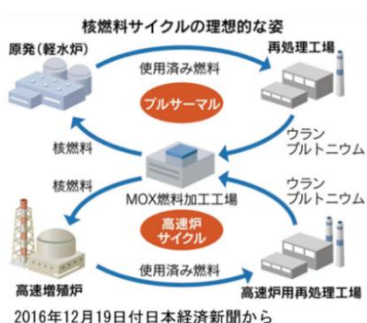 核燃料サイクルの理想的な姿
原発(軽水炉)
再処理工場
使用済み燃料
プルサーマル
核燃料
ウラン
プルトニウム
MOX燃料加工工場
核燃料
ウラン
プルトニウム
高速炉
サイクル
使用済み燃料
高速増殖炉
高速炉用再処理工場
2016年12月19日付日本経済新聞から